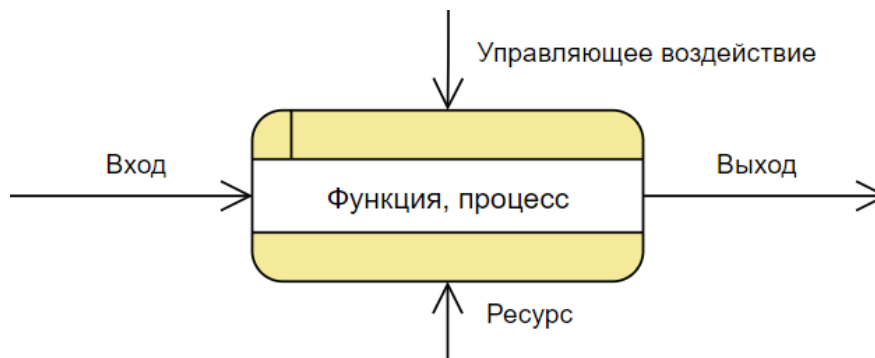 Управляющее воздействие
Вход
Выход
Функция, процесс
Ресурс